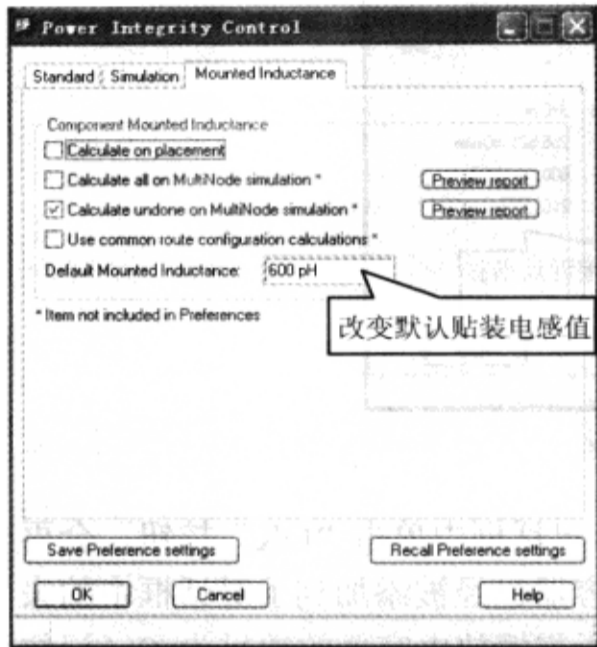 Power Integrity Control
Standard Simulation Mounted Inductance
Component Mounted Inductance
Calculate on placement
Calculate all on MultiNode simulation * Preview report
Calculate undone on MultiNode simulation * Preview report
Use common route configuration calculations *
Default Mounted Inductance: 600 pH
* Item not included in Preferences
改变默认贴装电感值
Save Preference settings Recall Preference settings
OK Cancel Help